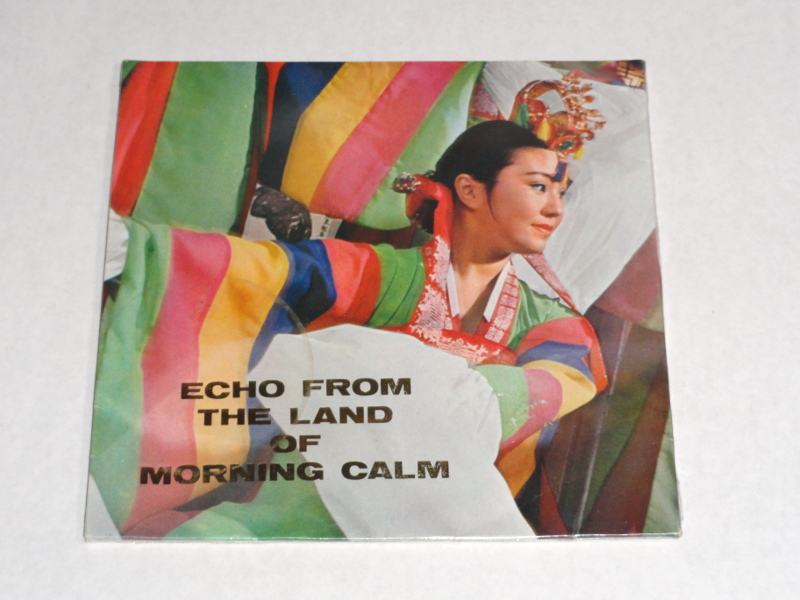 ECHO FROM
THE LAND
OF
MORNING CALM